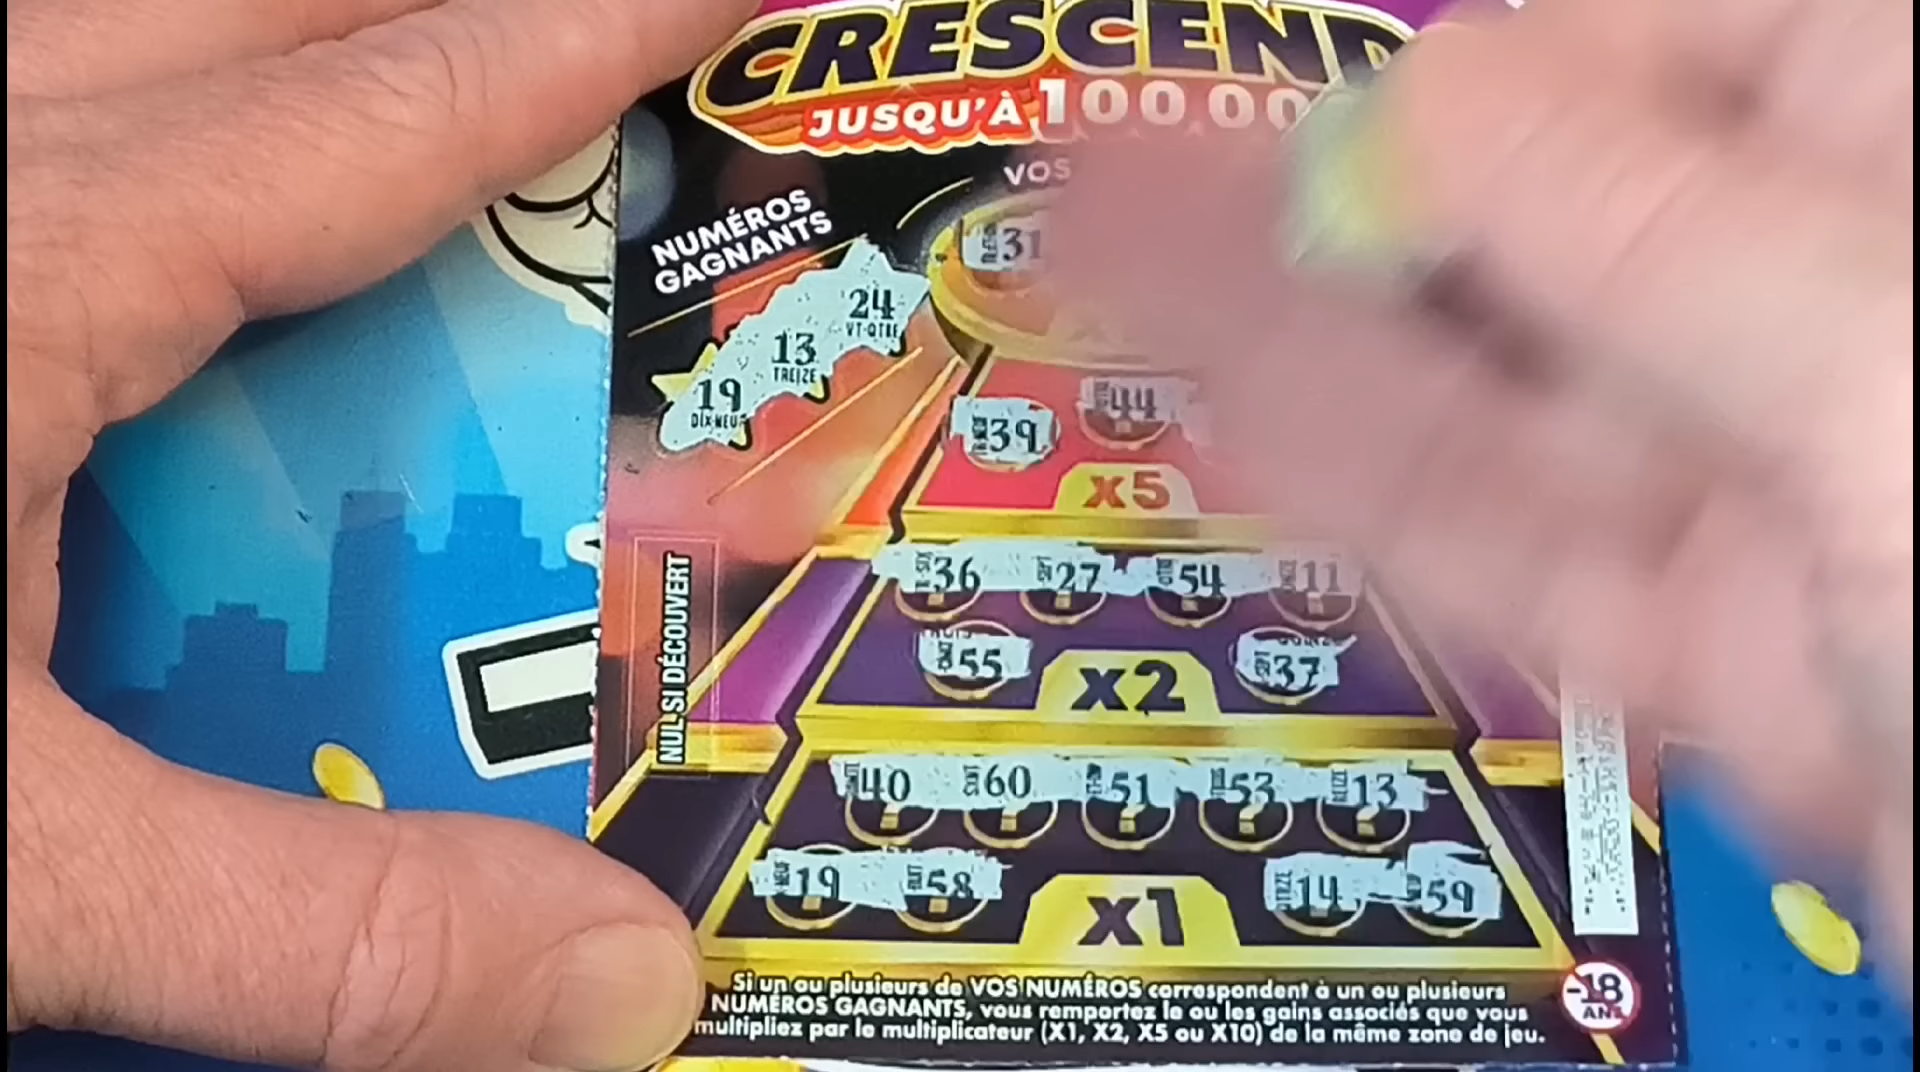 CRESCEND
JUSQU'À 100 00
VOS
NUMÉROS
GAGNANTS
31
24
VT-QTRE
13
TREIZE
19
DIX-NEUF
39 44
X5
36 27 54 11
55 37
X2
NUL SI DÉCOUVERT
40 60 51 53 13
19 58 14 59
X1
Si un ou plusieurs de VOS NUMÉROS correspondent à un ou plusieurs
NUMÉROS GAGNANTS, vous remportez le ou les gains associés que vous
multipliez par le multiplicateur (X1, X2, X5 ou X10) de la même zone de jeu.
-18
ANS